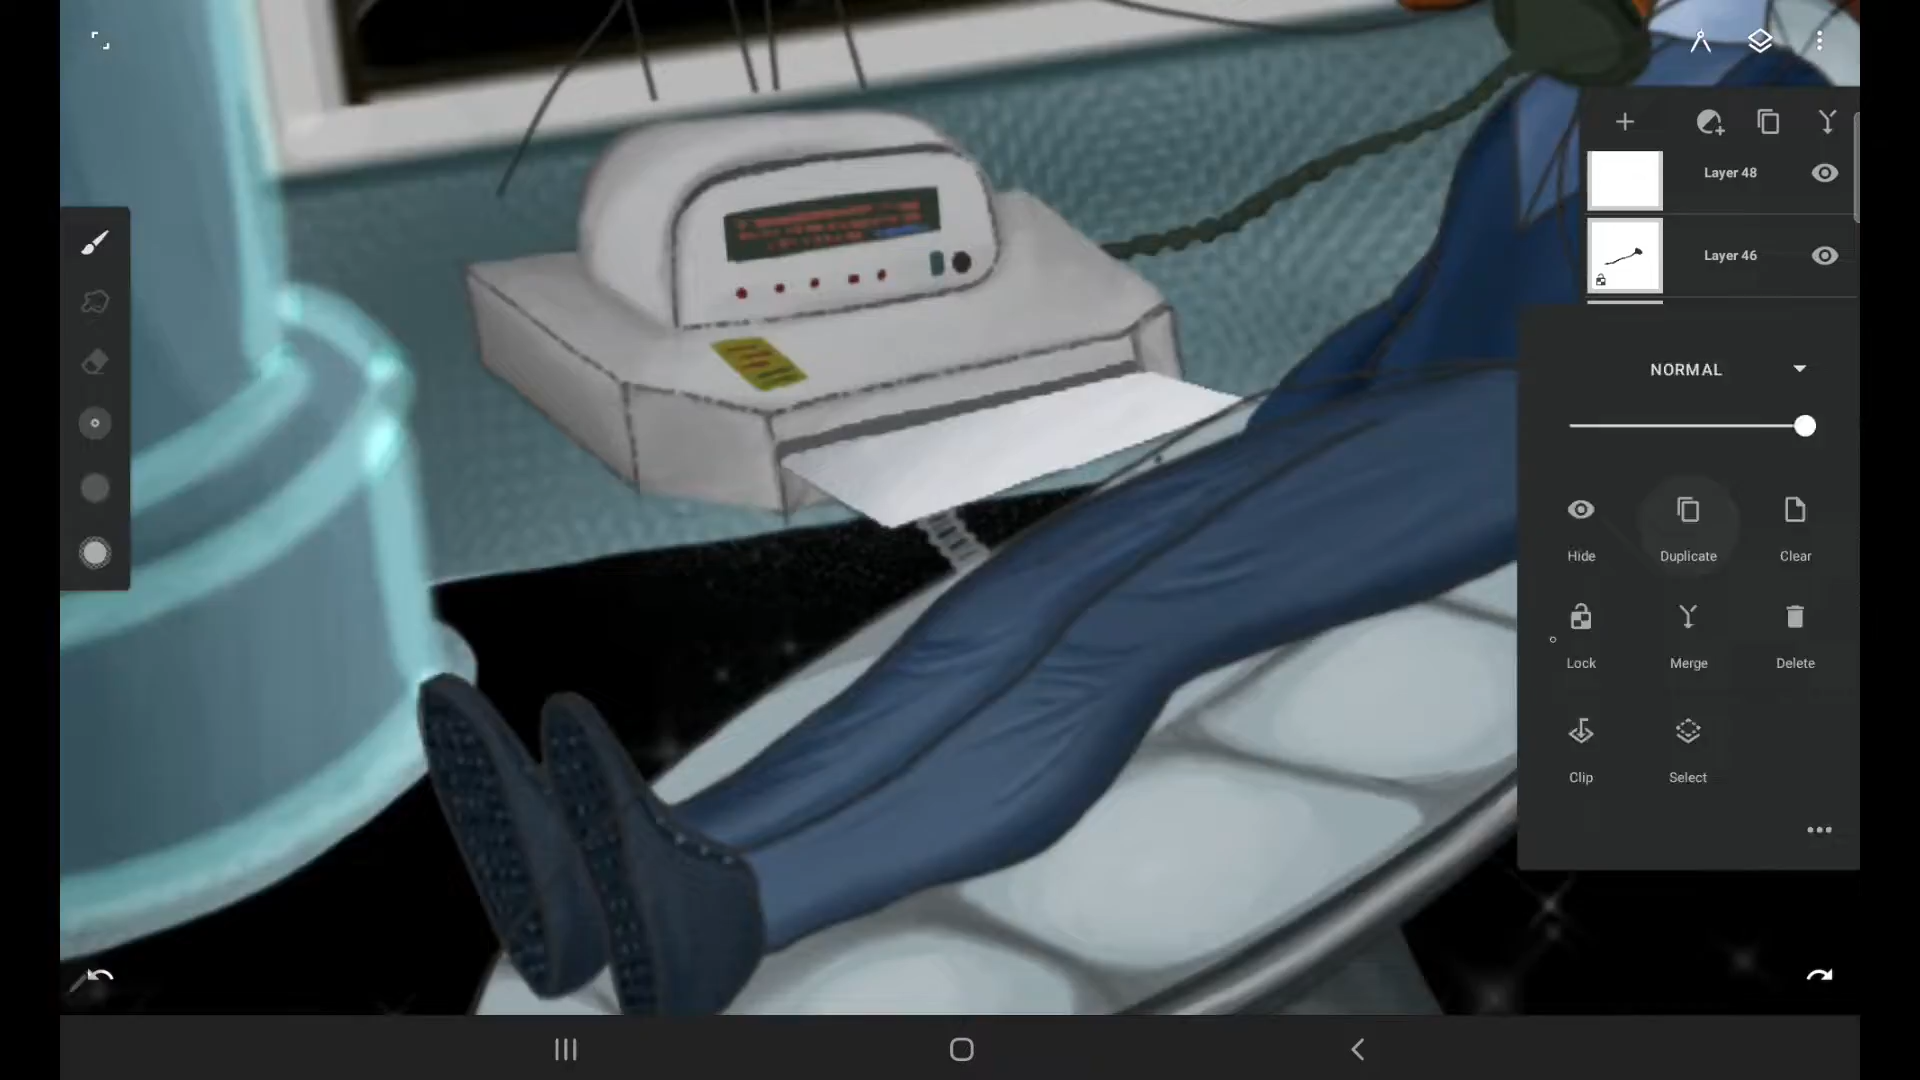 Layer 48
Layer 46
NORMAL
Hide
Duplicate
Clear
Lock
Merge
Delete
Clip
Select